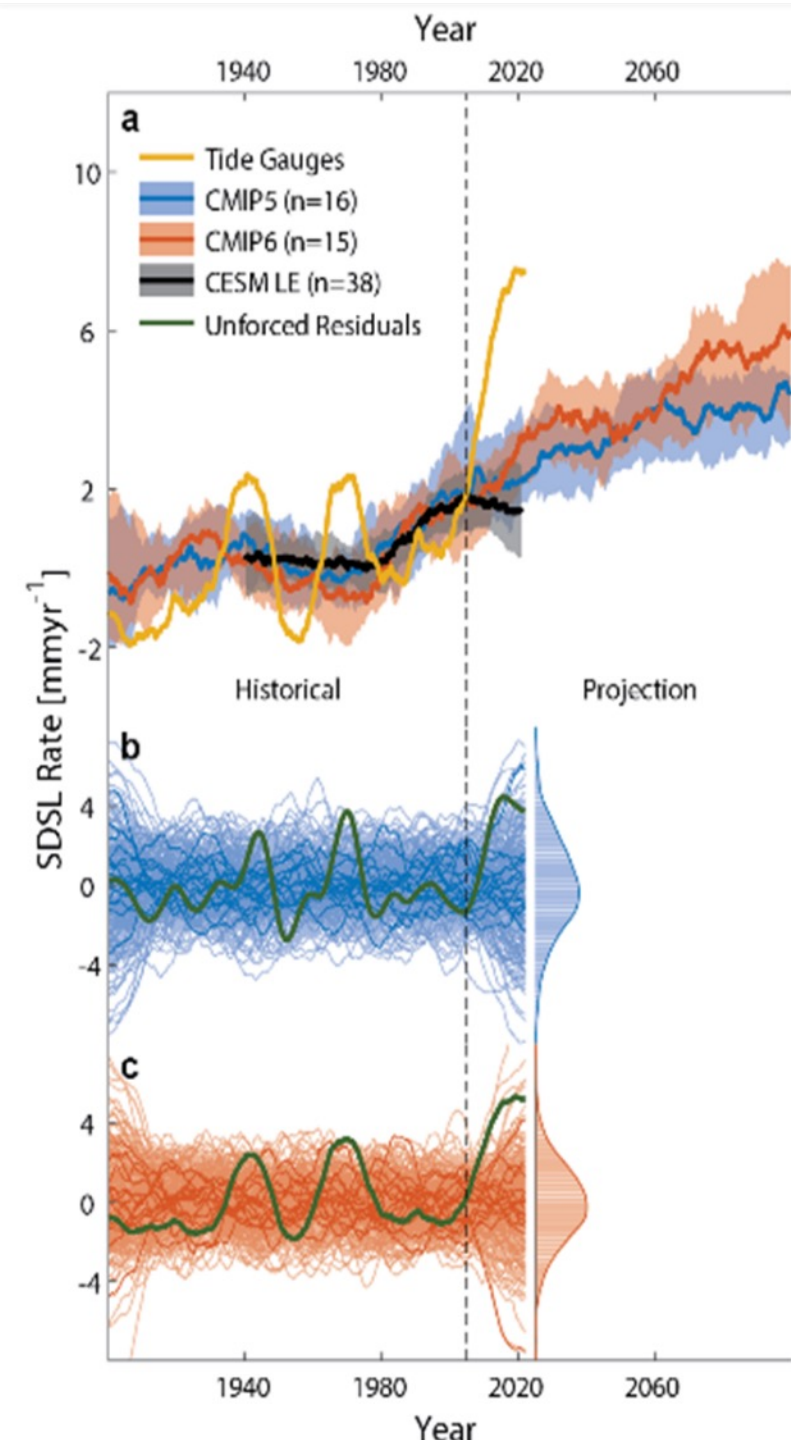 Year
1940 1980 2020 2060
a
Tide Gauges
CMIP5 (n=16)
CMIP6 (n=15)
CESM LE (n=38)
Unforced Residuals
10
6
2
-2
SDSL Rate [mmyr⁻¹]
Historical Projection
b
4
0
-4
c
4
0
-4
1940 1980 2020 2060
Year